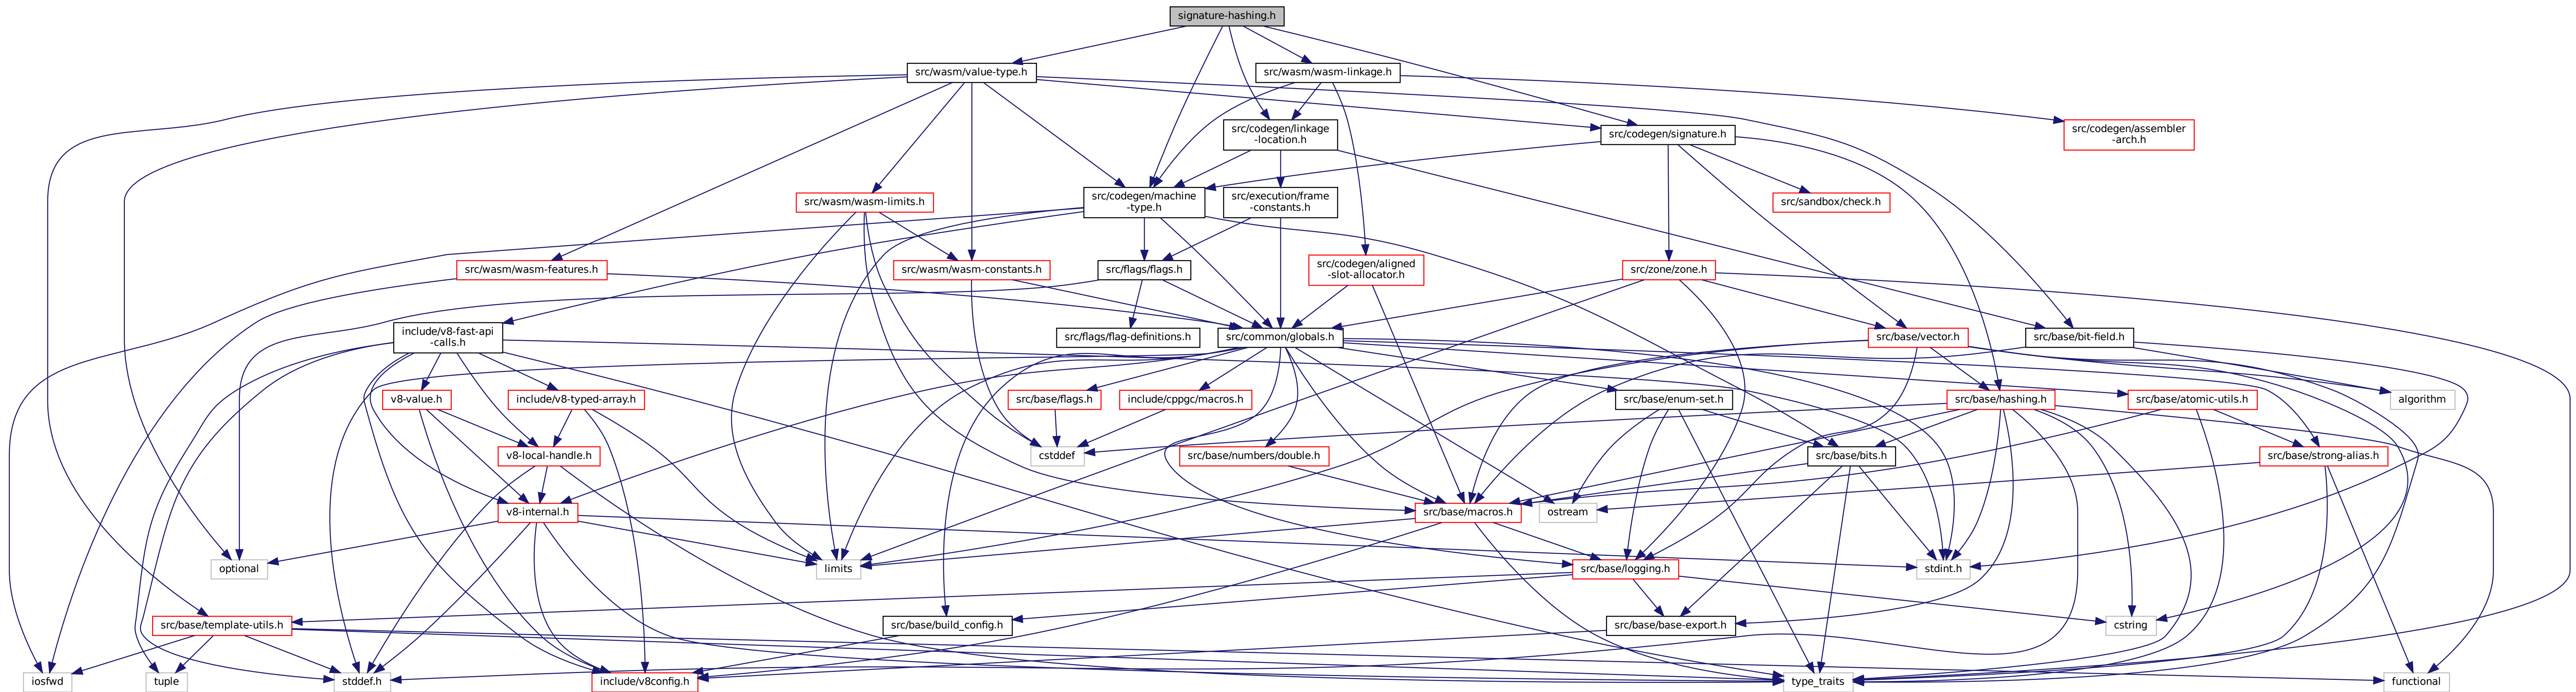 signature-hashing.h
src/wasm/value-type.h
src/wasm/wasm-linkage.h
src/codegen/linkage
-location.h
src/codegen/signature.h
src/codegen/assembler
-arch.h
src/wasm/wasm-limits.h
src/codegen/machine
-type.h
src/execution/frame
-constants.h
src/sandbox/check.h
src/wasm/wasm-features.h
src/wasm/wasm-constants.h
src/flags/flags.h
src/codegen/aligned
-slot-allocator.h
src/zone/zone.h
include/v8-fast-api
-calls.h
src/flags/flag-definitions.h
src/common/globals.h
src/base/vector.h
src/base/bit-field.h
v8-value.h
include/v8-typed-array.h
src/base/flags.h
include/cppgc/macros.h
src/base/enum-set.h
src/base/hashing.h
src/base/atomic-utils.h
algorithm
v8-local-handle.h
cstddef
src/base/numbers/double.h
src/base/bits.h
src/base/strong-alias.h
v8-internal.h
src/base/macros.h
ostream
optional
limits
src/base/logging.h
stdint.h
src/base/template-utils.h
src/base/build_config.h
src/base/base-export.h
cstring
iosfwd
tuple
stddef.h
include/v8config.h
type_traits
functional